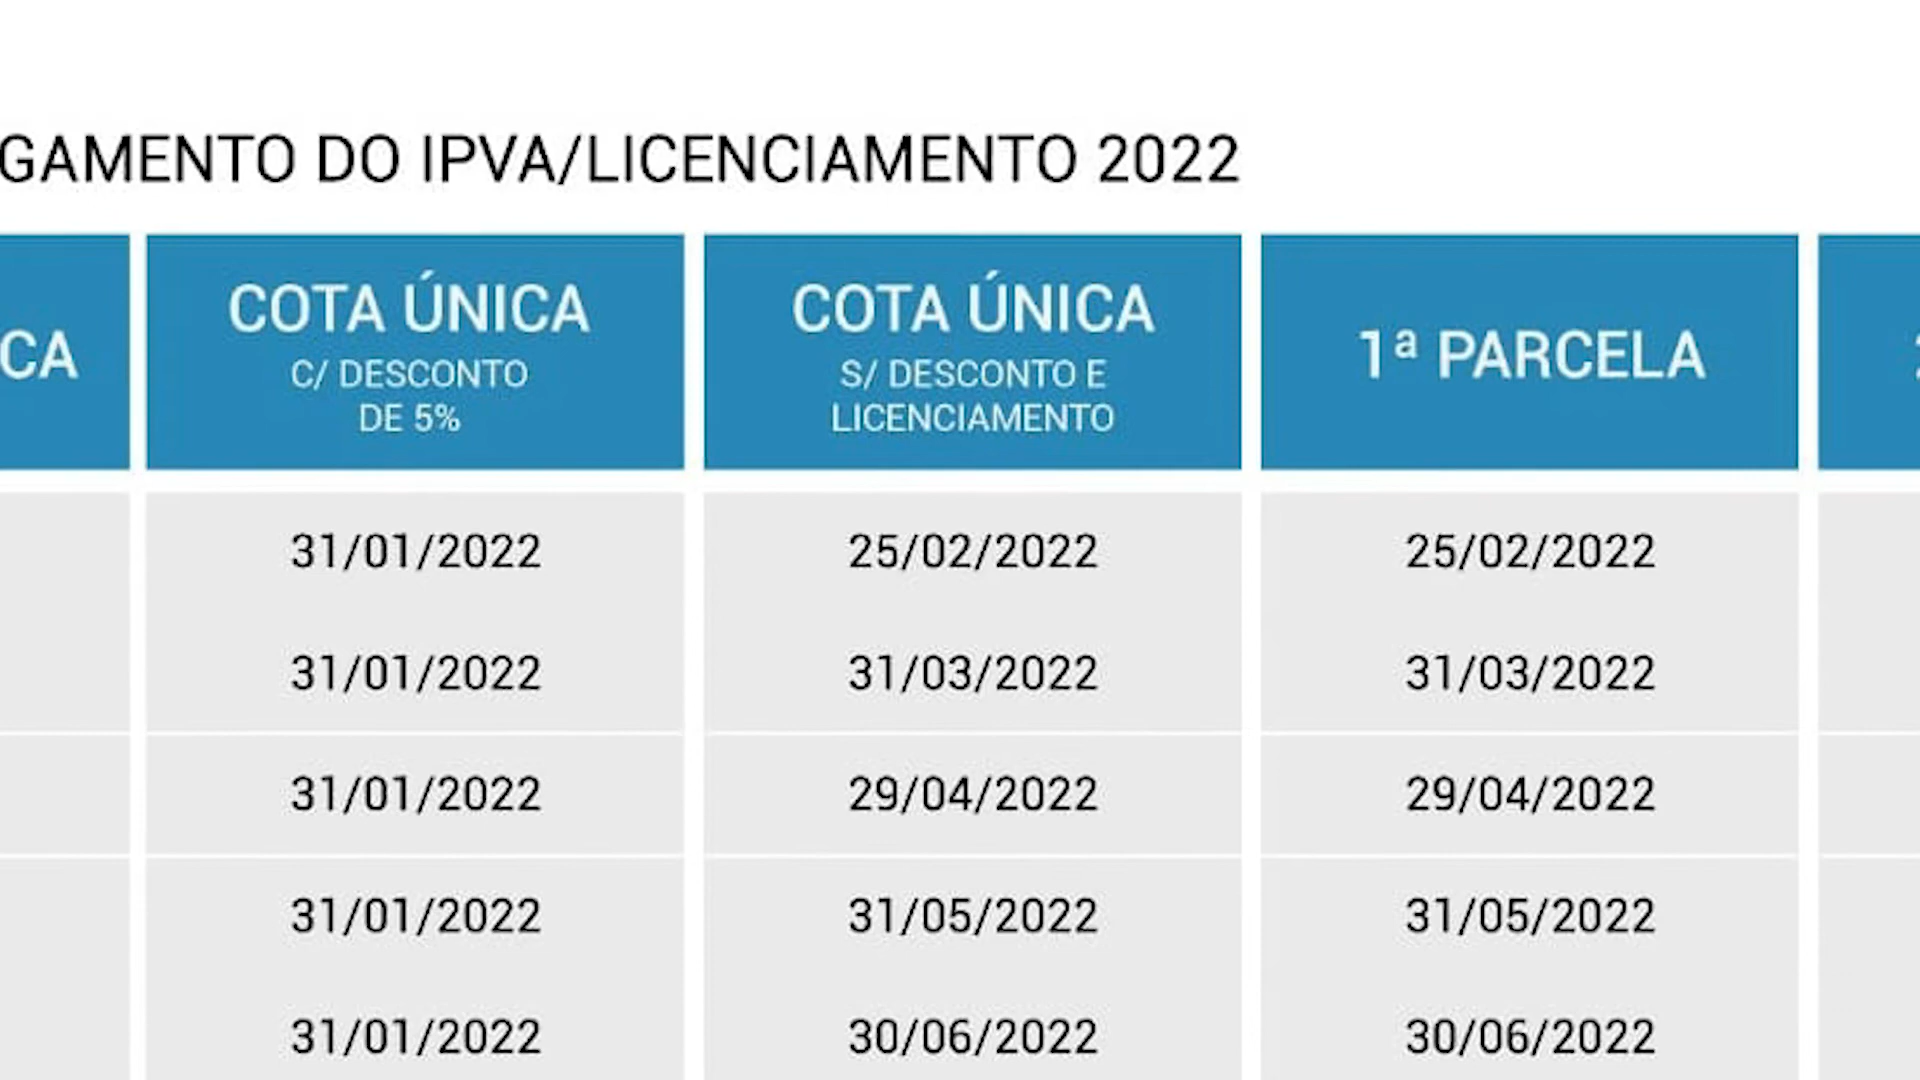 GAMENTO DO IPVA/LICENCIAMENTO 2022
CA
COTA ÚNICA
C/ DESCONTO
DE 5%
COTA ÚNICA
S/ DESCONTO E
LICENCIAMENTO
1ª PARCELA
31/01/2022 25/02/2022 25/02/2022
31/01/2022 31/03/2022 31/03/2022
31/01/2022 29/04/2022 29/04/2022
31/01/2022 31/05/2022 31/05/2022
31/01/2022 30/06/2022 30/06/2022